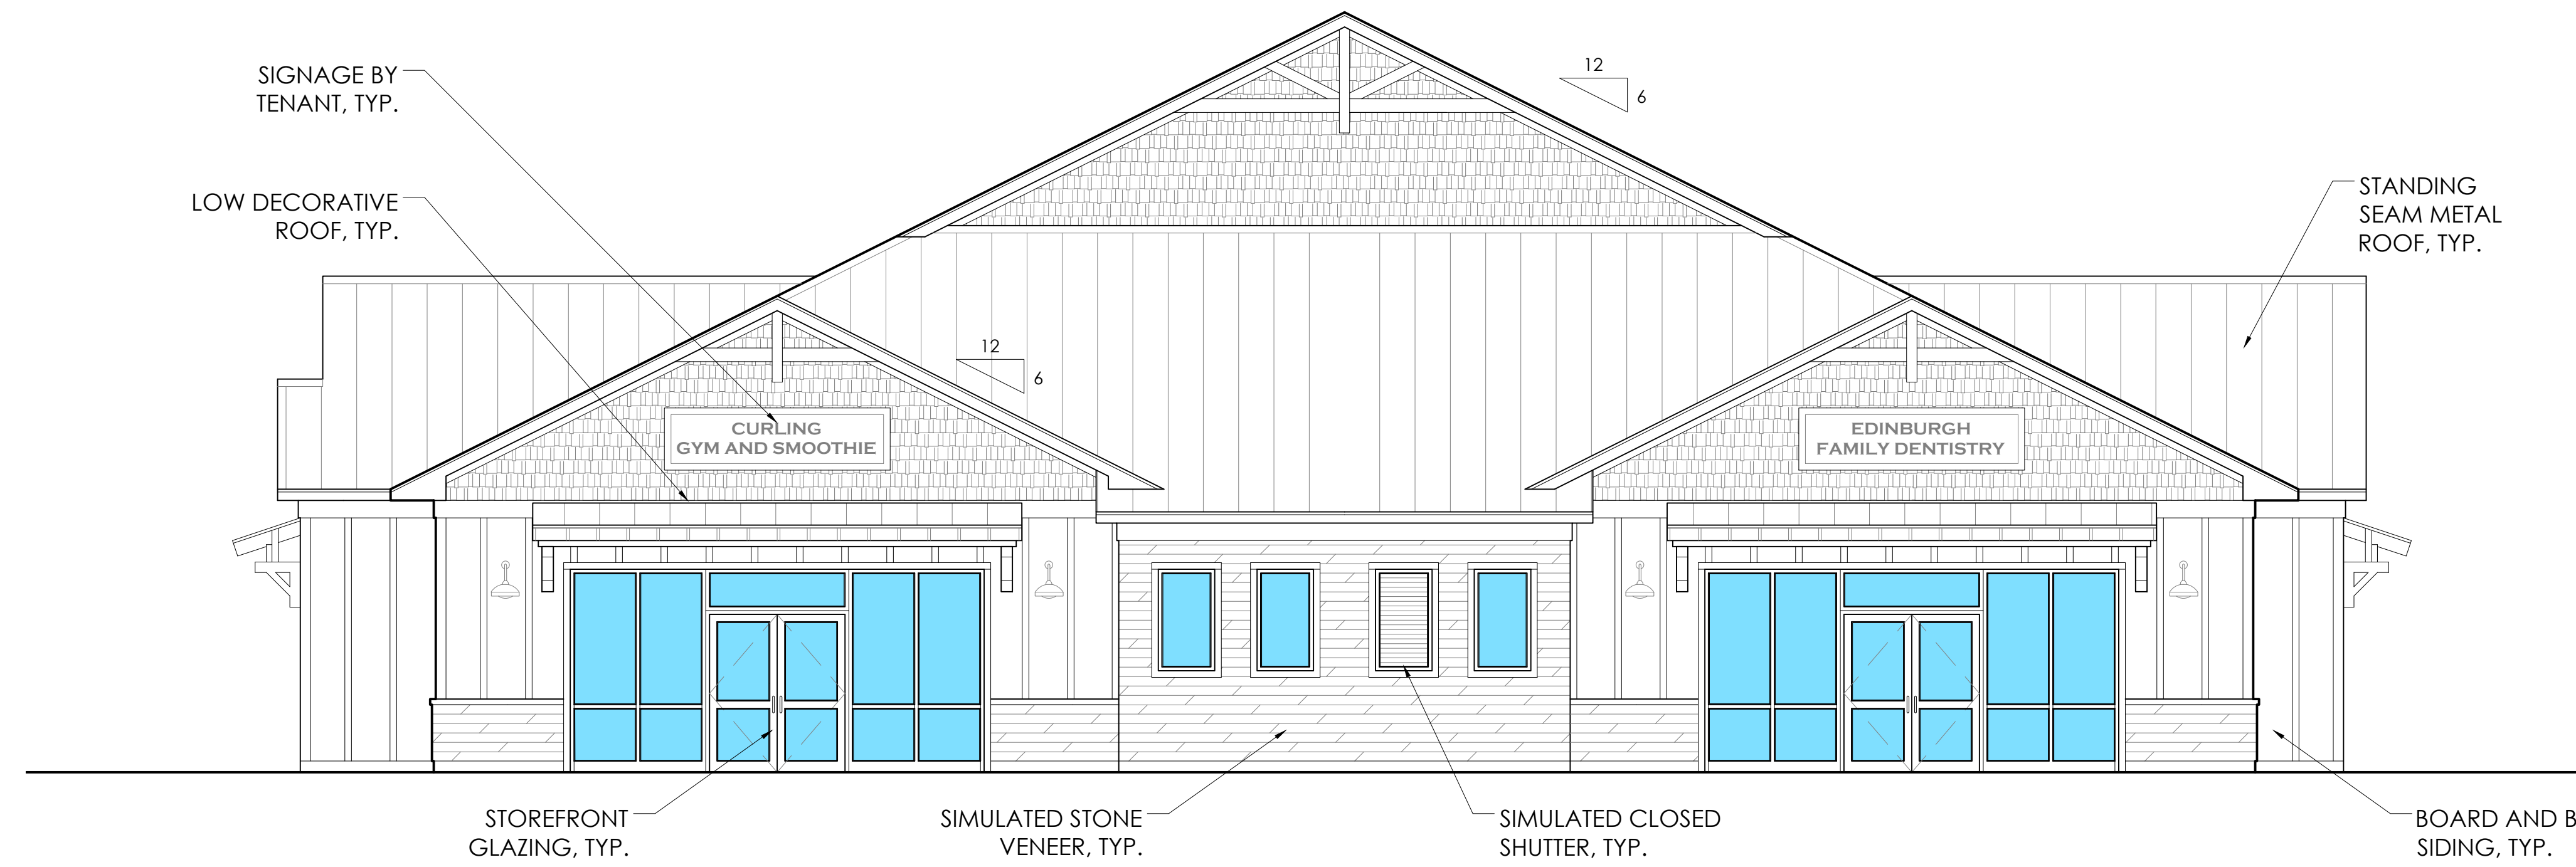 SIGNAGE BY
TENANT, TYP.
12
6
LOW DECORATIVE
ROOF, TYP.
STANDING
SEAM METAL
ROOF, TYP.
12
6
CURLING
GYM AND SMOOTHIE
EDINBURGH
FAMILY DENTISTRY
STOREFRONT
GLAZING, TYP.
SIMULATED STONE
VENEER, TYP.
SIMULATED CLOSED
SHUTTER, TYP.
BOARD AND B
SIDING, TYP.